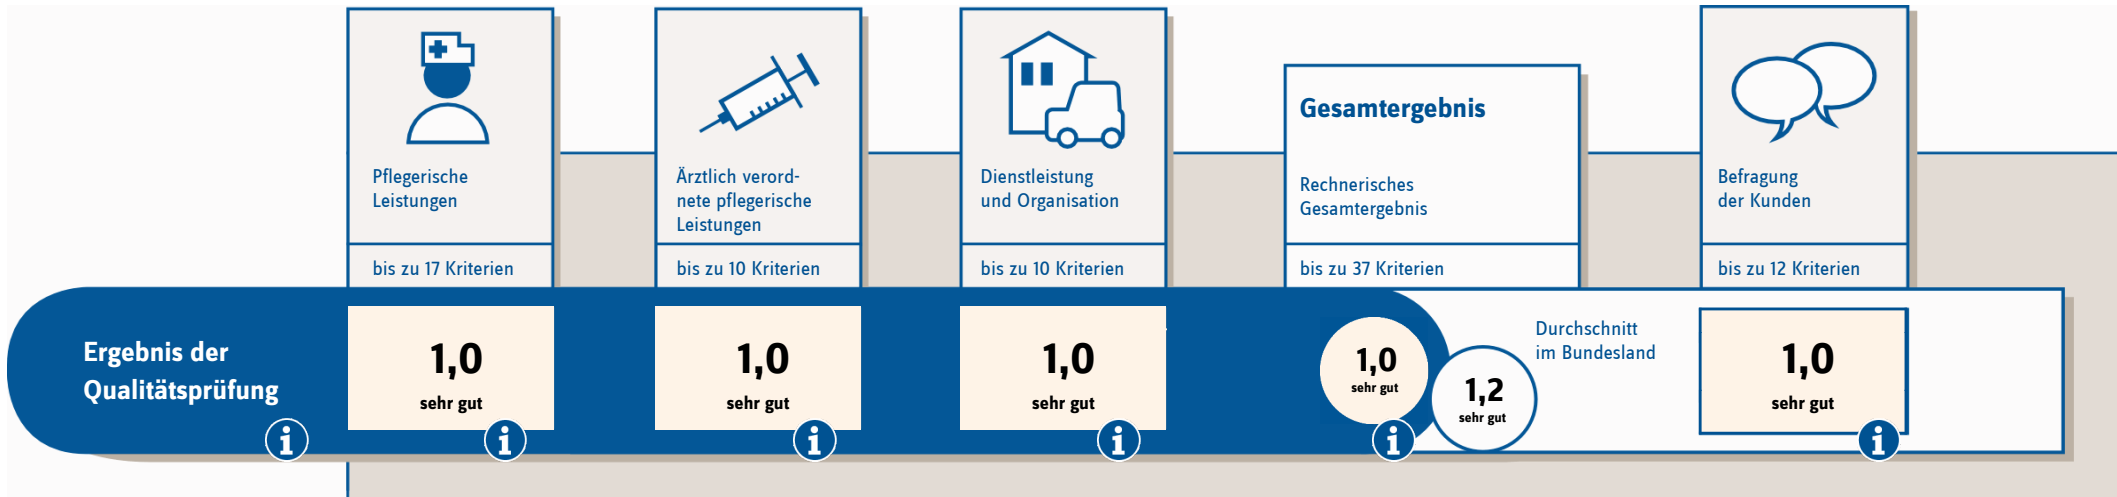 Pflegerische
Leistungen
bis zu 17 Kriterien
Ärztlich verord-
nete pflegerische
Leistungen
bis zu 10 Kriterien
Dienstleistung
und Organisation
bis zu 10 Kriterien
Gesamtergebnis
Rechnerisches
Gesamtergebnis
bis zu 37 Kriterien
Befragung
der Kunden
bis zu 12 Kriterien
Ergebnis der
Qualitätsprüfung
i
1,0
sehr gut
i
1,0
sehr gut
i
1,0
sehr gut
i
1,0
sehr gut
i
1,2
sehr gut
Durchschnitt
im Bundesland
1,0
sehr gut
i